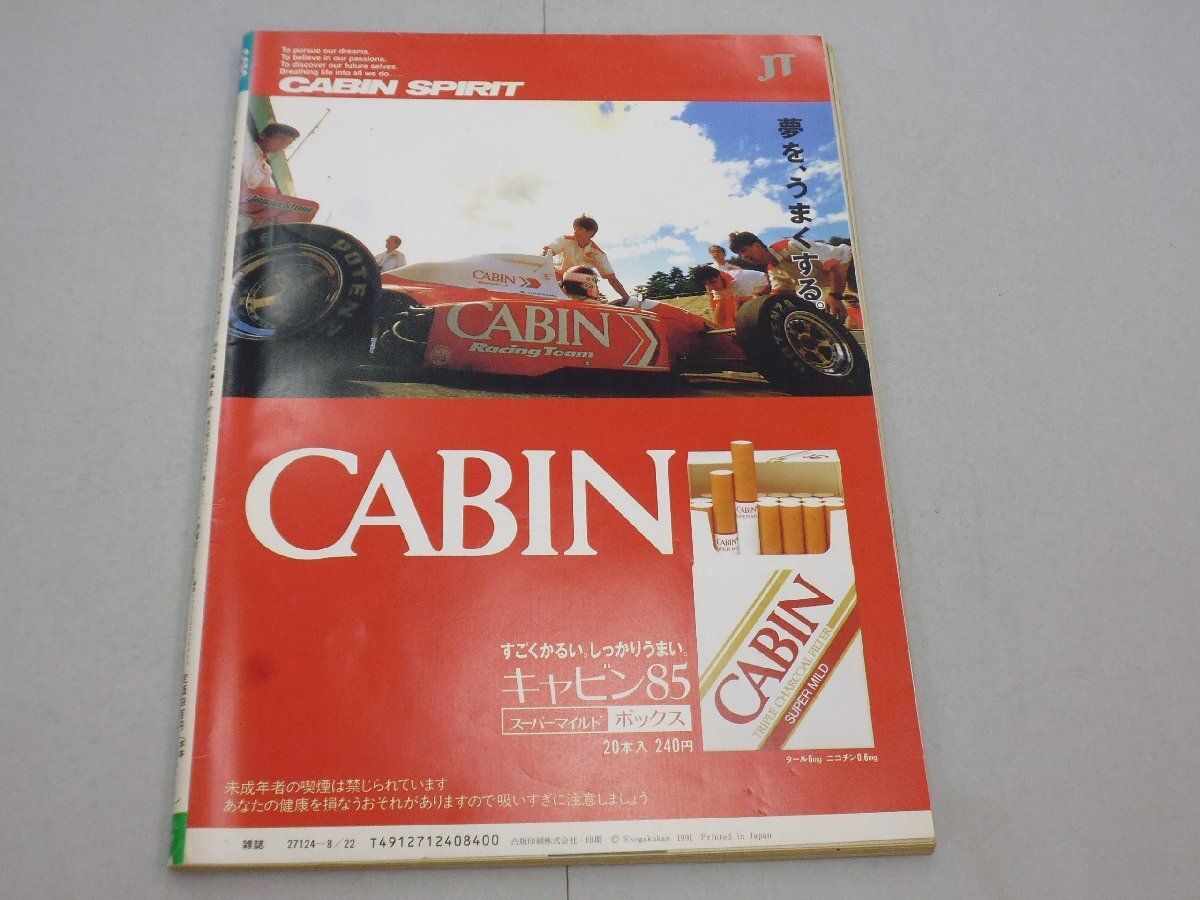 To pursue our dreams.
To believe in our passions.
To discover our future selves.
Breathing life into all we do....
CABIN SPIRIT
JT
夢を、うまくする。
POTENZA
CABIN
CABIN
Racing Team
POTENZA
CABIN
CABIN
CABIN
CABIN
TRIPLE CHARCOAL FILTER
SUPER MILD
すごくかるい。しっかりうまい。
キャビン85
スーパーマイルド ボックス
20本入 240円
タール6mg ニコチン0.6mg
未成年者の喫煙は禁じられています
あなたの健康を損なうおそれがありますので吸いすぎに注意しましょう
雑誌 27124-8/22 T4912712408400 凸版印刷株式会社・印刷 © Shogakukan 1991 Printed in Japan